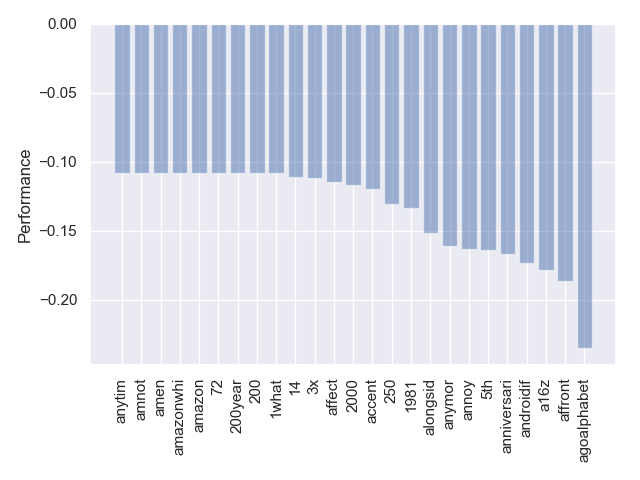 0.00
−0.05
−0.10
−0.15
−0.20
Performance
anytim
amnot
amen
amazonwhi
amazon
72
200year
200
1what
14
3x
affect
2000
accent
250
1981
alongsid
anymor
annoy
5th
anniversari
androidif
a16z
affront
agoalphabet